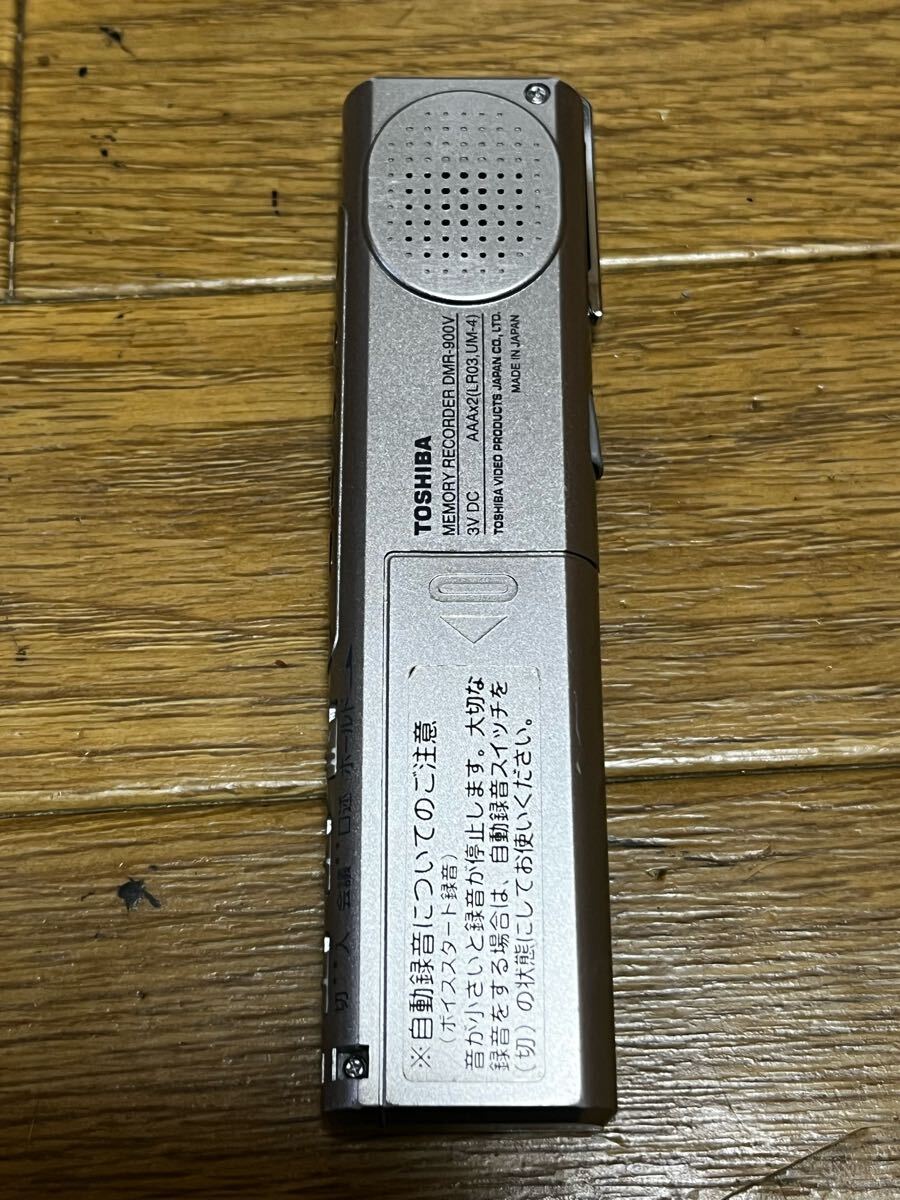 TOSHIBA
MEMORY RECORDER DMR-900V
3V DC AAAx2(LR03,UM-4)
TOSHIBA VIDEO PRODUCTS JAPAN CO., LTD.
MADE IN JAPAN
※自動録音についてのご注意
(ボイススタート録音)
音が小さいと録音が停止します。大切な
録音をする場合は、自動録音スイッチを
(切)の状態にしてお使いください。
切・・入 会議・・口述 ホールド